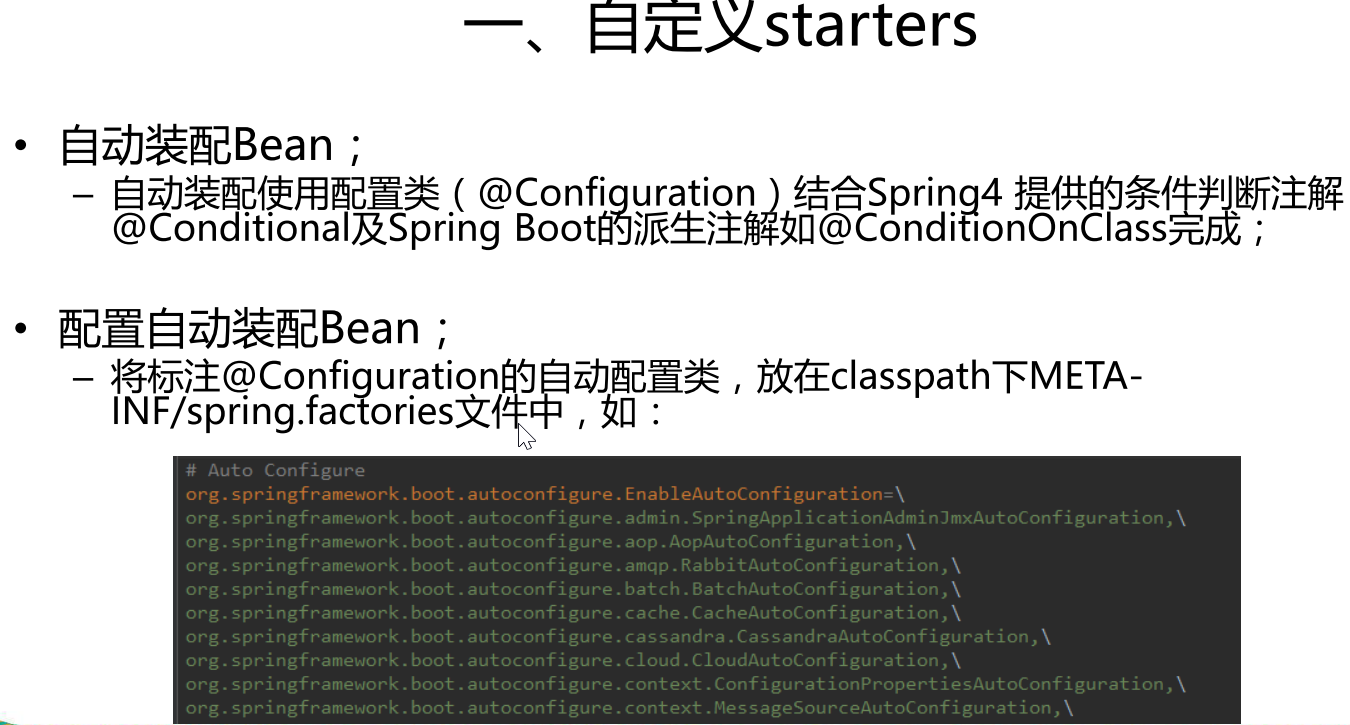 一、自定义starters
• 自动装配Bean；
– 自动装配使用配置类（@Configuration）结合Spring4 提供的条件判断注解
@Conditional及Spring Boot的派生注解如@ConditionOnClass完成；
• 配置自动装配Bean；
– 将标注@Configuration的自动配置类，放在classpath下META-
INF/spring.factories文件中，如：
# Auto Configure
org.springframework.boot.autoconfigure.EnableAutoConfiguration=\
org.springframework.boot.autoconfigure.admin.SpringApplicationAdminJmxAutoConfiguration,\
org.springframework.boot.autoconfigure.aop.AopAutoConfiguration,\
org.springframework.boot.autoconfigure.amqp.RabbitAutoConfiguration,\
org.springframework.boot.autoconfigure.batch.BatchAutoConfiguration,\
org.springframework.boot.autoconfigure.cache.CacheAutoConfiguration,\
org.springframework.boot.autoconfigure.cassandra.CassandraAutoConfiguration,\
org.springframework.boot.autoconfigure.cloud.CloudAutoConfiguration,\
org.springframework.boot.autoconfigure.context.ConfigurationPropertiesAutoConfiguration,\
org.springframework.boot.autoconfigure.context.MessageSourceAutoConfiguration,\